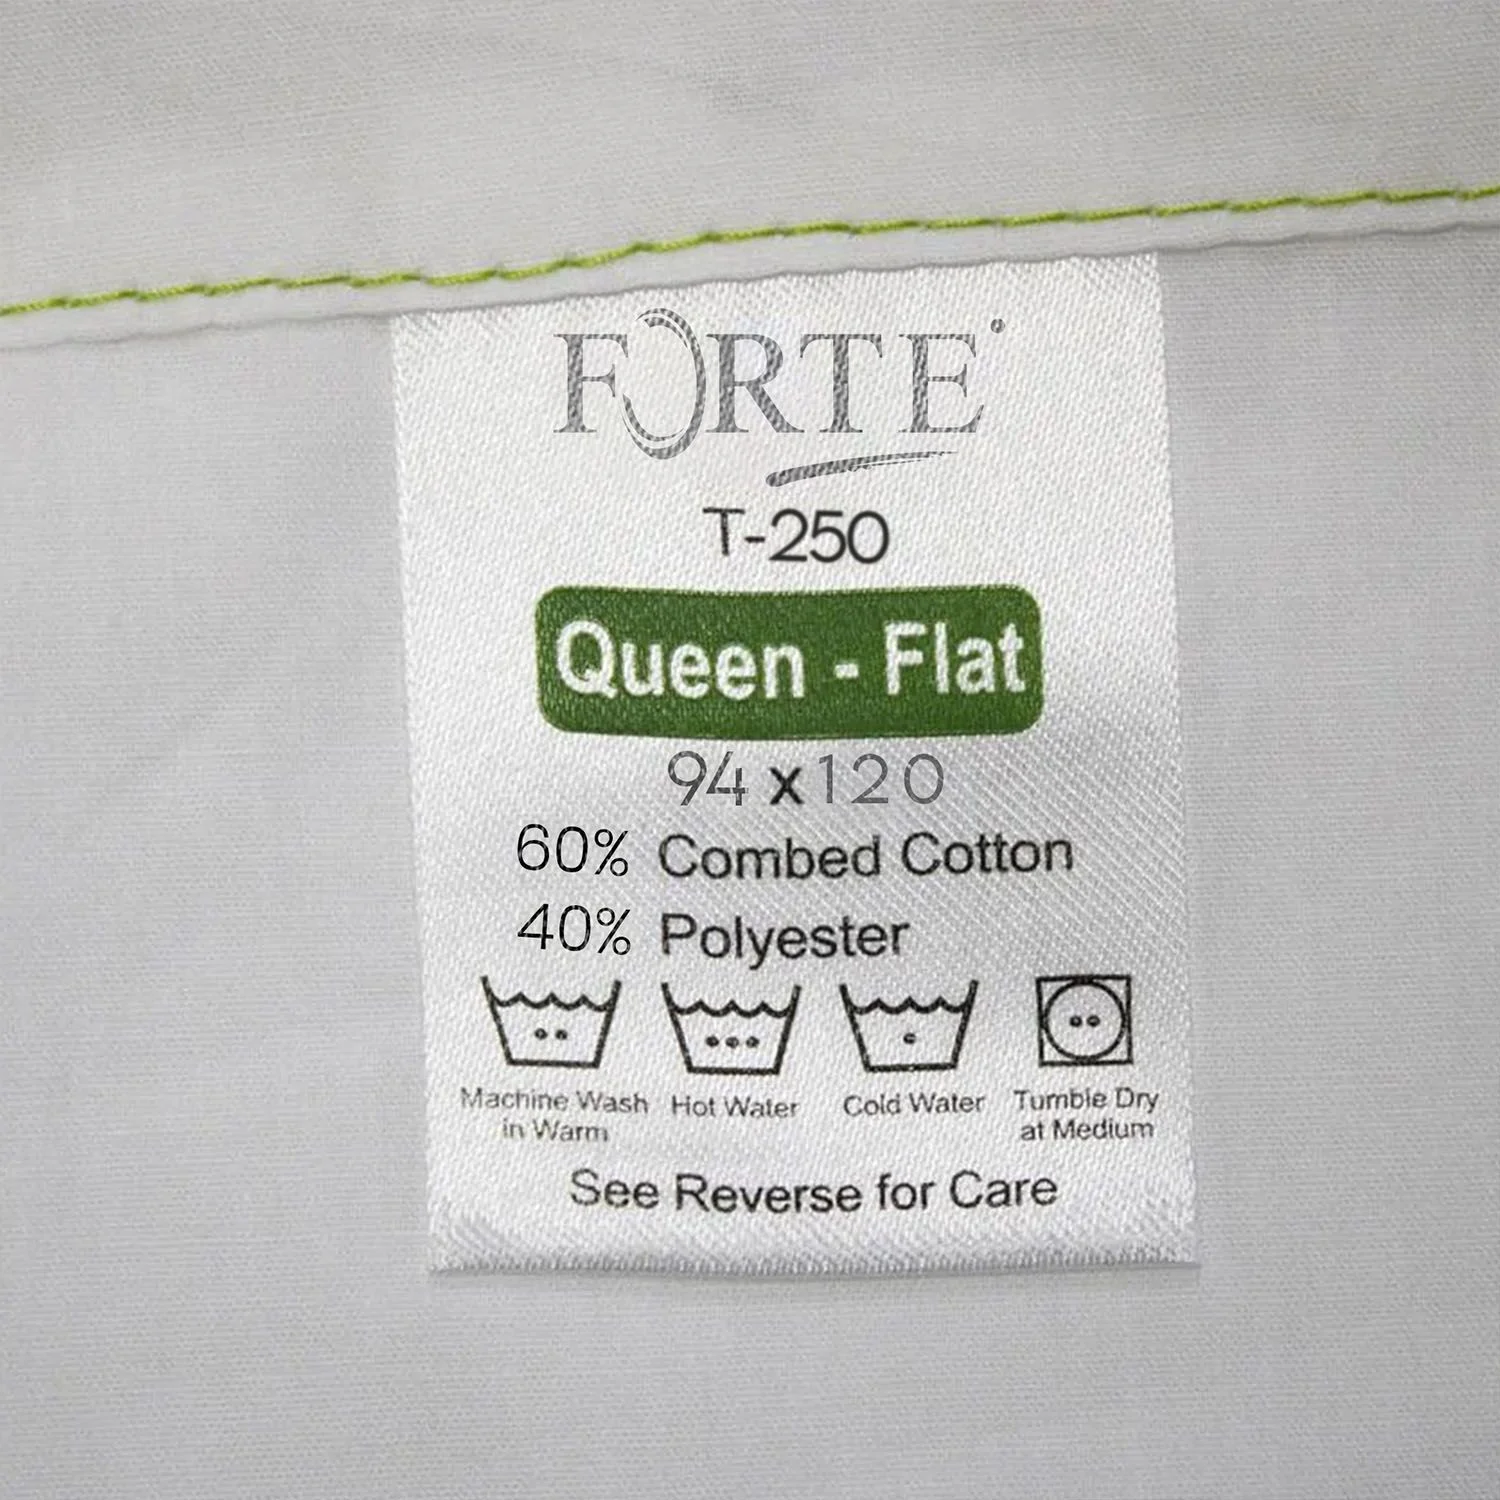 FORTE
T-250
Queen - Flat
94 x 120
60% Combed Cotton
40% Polyester
Machine Wash in Warm
Hot Water
Cold Water
Tumble Dry at Medium
See Reverse for Care